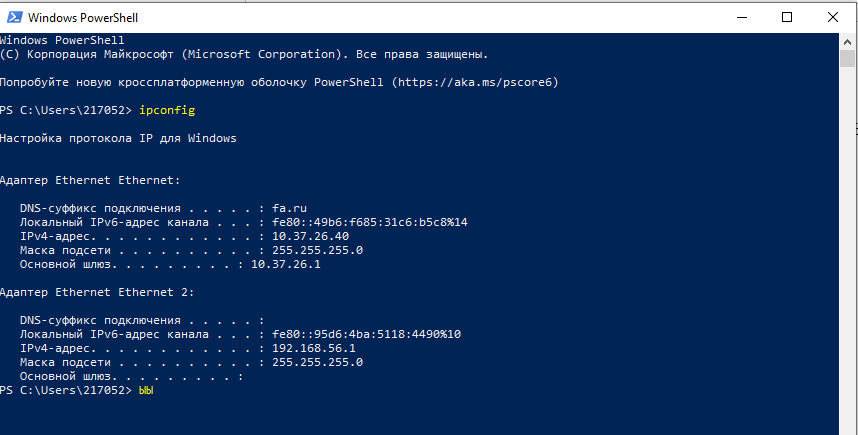 Windows PowerShell
Windows PowerShell
(C) Корпорация Майкрософт (Microsoft Corporation). Все права защищены.
Попробуйте новую кроссплатформенную оболочку PowerShell (https://aka.ms/pscore6)
PS C:\Users\217052> ipconfig
Настройка протокола IP для Windows
Адаптер Ethernet Ethernet:
DNS-суффикс подключения . . . . . : fa.ru
Локальный IPv6-адрес канала . . . : fe80::49b6:f685:31c6:b5c8%14
IPv4-адрес. . . . . . . . . . . . : 10.37.26.40
Маска подсети . . . . . . . . . . : 255.255.255.0
Основной шлюз. . . . . . . . . : 10.37.26.1
Адаптер Ethernet Ethernet 2:
DNS-суффикс подключения . . . . . :
Локальный IPv6-адрес канала . . . : fe80::95d6:4ba:5118:4490%10
IPv4-адрес. . . . . . . . . . . . : 192.168.56.1
Маска подсети . . . . . . . . . . : 255.255.255.0
Основной шлюз. . . . . . . . . :
PS C:\Users\217052> ЫЫ